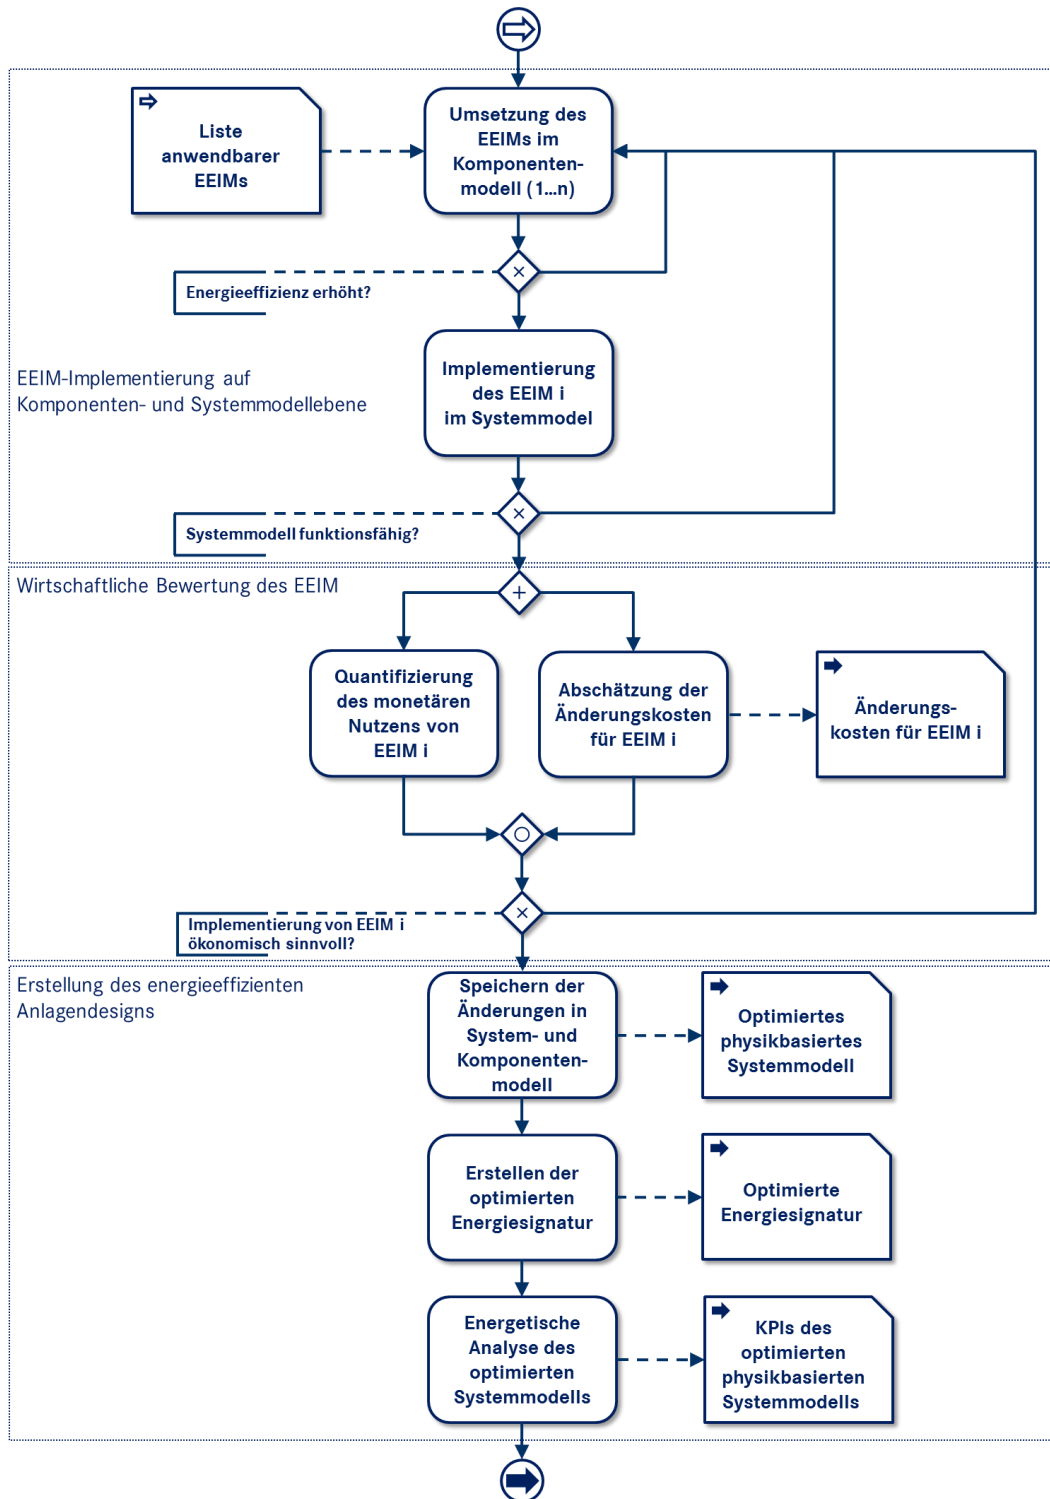 Liste
anwendbarer
EEIMs
Umsetzung des
EEIMs im
Komponenten-
modell (1...n)
Energieeffizienz erhöht?
EEIM-Implementierung auf
Komponenten- und Systemmodellebene
Implementierung
des EEIM i
im Systemmodel
Systemmodell funktionsfähig?
Wirtschaftliche Bewertung des EEIM
Quantifizierung
des monetären
Nutzens von
EEIM i
Abschätzung der
Änderungskosten
für EEIM i
Änderungs-
kosten für EEIM i
Implementierung von EEIM i
ökonomisch sinnvoll?
Erstellung des energieeffizienten
Anlagendesigns
Speichern der
Änderungen in
System- und
Komponenten-
modell
Optimiertes
physikbasiertes
Systemmodell
Erstellen der
optimierten
Energiesignatur
Optimierte
Energiesignatur
Energetische
Analyse des
optimierten
Systemmodells
KPIs des
optimierten
physikbasierten
Systemmodells